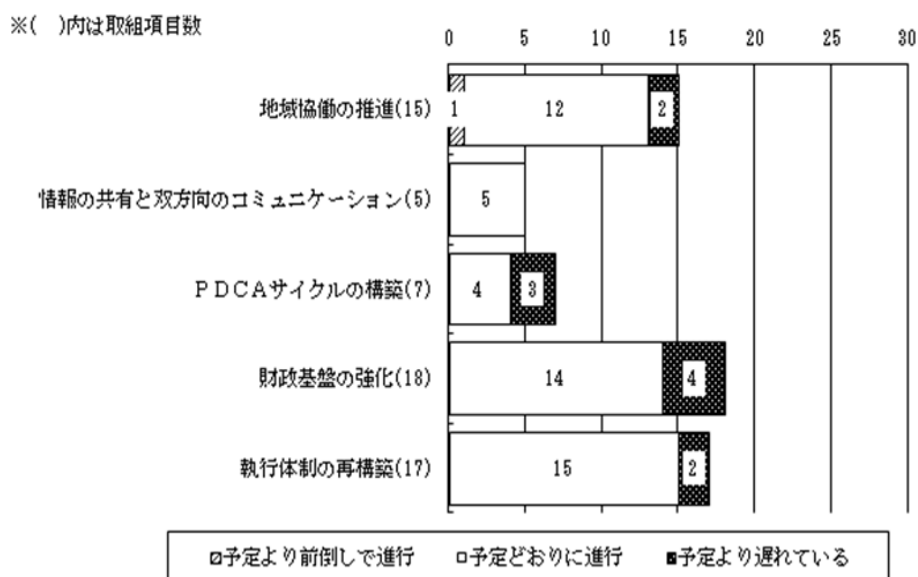 ※(　)内は取組項目数
0 5 10 15 20 25 30
地域協働の推進(15) 1 12 2
情報の共有と双方向のコミュニケーション(5) 5
ＰＤＣＡサイクルの構築(7) 4 3
財政基盤の強化(18) 14 4
執行体制の再構築(17) 15 2
予定より前倒しで進行 予定どおりに進行 予定より遅れている